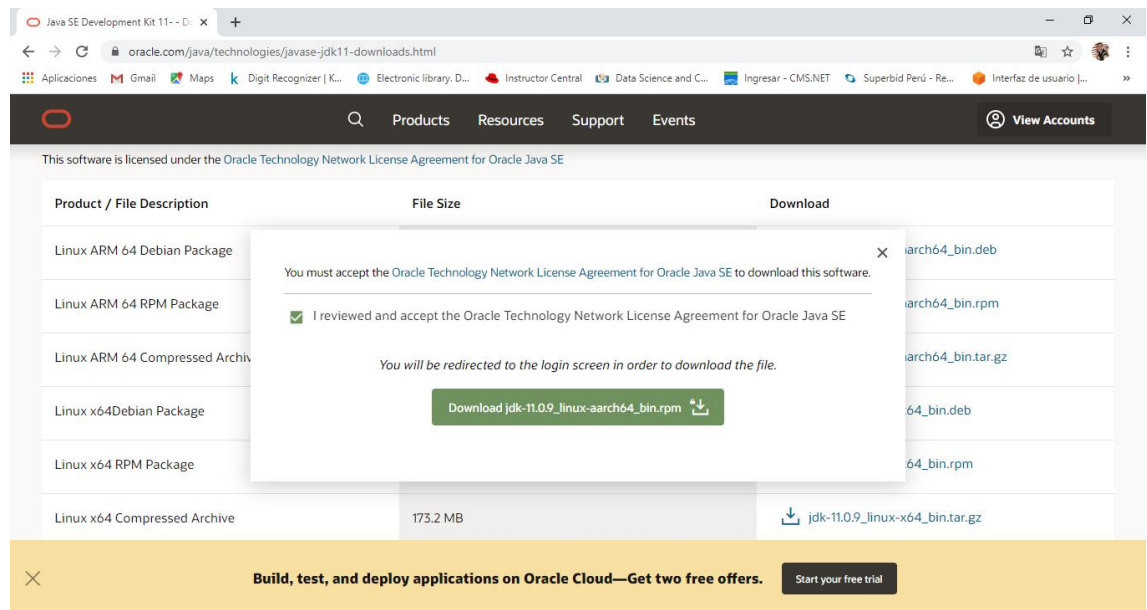 Java SE Development Kit 11- - Do
oracle.com/java/technologies/javase-jdk11-downloads.html
Aplicaciones Gmail Maps Digit Recognizer | K... Electronic library. D... Instructor Central Data Science and C... Ingresar - CMS.NET Superbid Perú - Re... Interfaz de usuario |... »
Products Resources Support Events View Accounts
This software is licensed under the Oracle Technology Network License Agreement for Oracle Java SE
Product / File Description File Size Download
Linux ARM 64 Debian Package aarch64_bin.deb
You must accept the Oracle Technology Network License Agreement for Oracle Java SE to download this software.
Linux ARM 64 RPM Package aarch64_bin.rpm
I reviewed and accept the Oracle Technology Network License Agreement for Oracle Java SE
Linux ARM 64 Compressed Archiv aarch64_bin.tar.gz
You will be redirected to the login screen in order to download the file.
Download jdk-11.0.9_linux-aarch64_bin.rpm
Linux x64Debian Package 64_bin.deb
Linux x64 RPM Package 64_bin.rpm
Linux x64 Compressed Archive 173.2 MB jdk-11.0.9_linux-x64_bin.tar.gz
Build, test, and deploy applications on Oracle Cloud—Get two free offers. Start your free trial